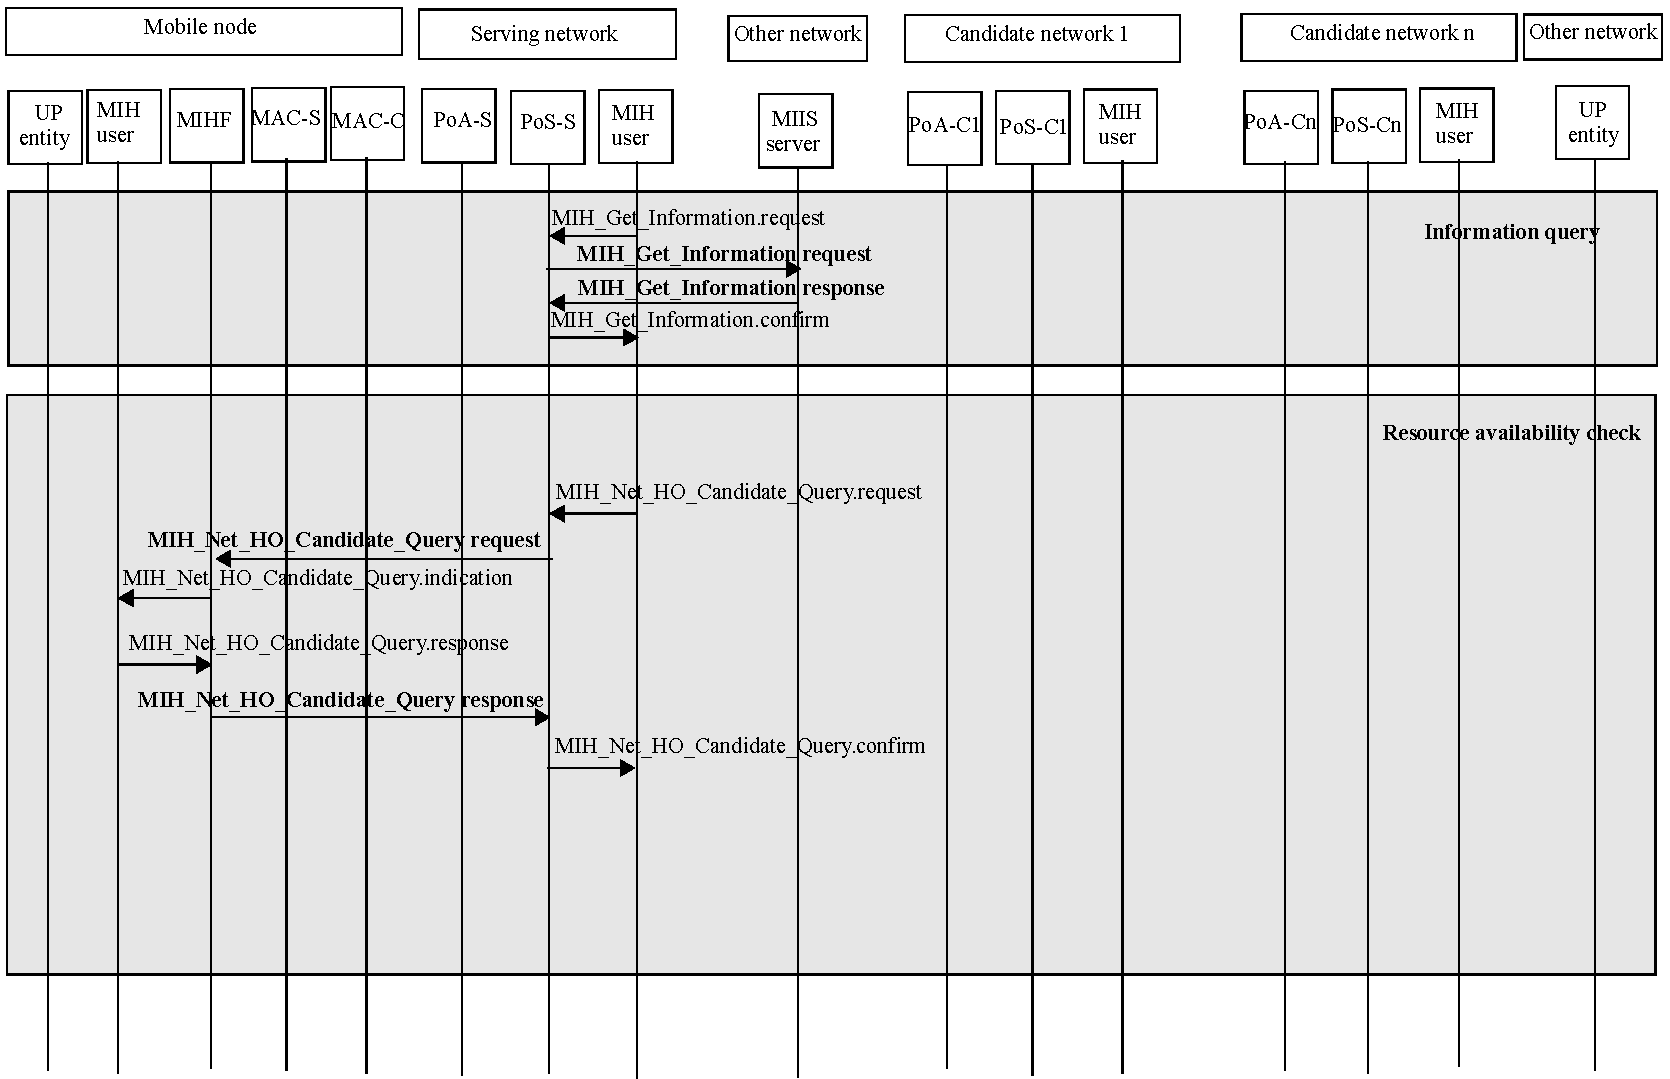 Mobile node
Serving network
Other network
Candidate network 1
Candidate network n
Other network
UP
entity
MIH
user
MIHF
MAC-S
MAC-C
PoA-S
PoS-S
MIH
user
MIIS
server
PoA-C1
PoS-C1
MIH
user
PoA-Cn
PoS-Cn
MIH
user
UP
entity
MIH_Get_Information.request
Information query
MIH_Get_Information request
MIH_Get_Information response
MIH_Get_Information.confirm
Resource availability check
MIH_Net_HO_Candidate_Query.request
MIH_Net_HO_Candidate_Query request
MIH_Net_HO_Candidate_Query.indication
MIH_Net_HO_Candidate_Query.response
MIH_Net_HO_Candidate_Query response
MIH_Net_HO_Candidate_Query.confirm